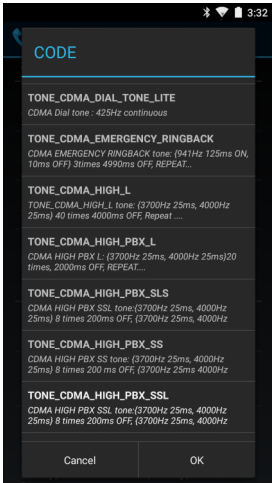 3:32
CODE
TONE_CDMA_DIAL_TONE_LITE
CDMA Dial tone : 425Hz continuous
TONE_CDMA_EMERGENCY_RINGBACK
CDMA EMERGENCY RINGBACK tone: {941Hz 125ms ON,
10ms OFF} 3times 4990ms OFF, REPEAT...
TONE_CDMA_HIGH_L
TONE_CDMA_HIGH_L tone: {3700Hz 25ms, 4000Hz
25ms} 40 times 4000ms OFF, Repeat ....
TONE_CDMA_HIGH_PBX_L
CDMA HIGH PBX L: {3700Hz 25ms, 4000Hz 25ms}20
times, 2000ms OFF, REPEAT....
TONE_CDMA_HIGH_PBX_SLS
CDMA HIGH PBX SSL tone:{3700Hz 25ms, 4000Hz
25ms} 8 times 200ms OFF, {3700Hz 25ms, 4000Hz
TONE_CDMA_HIGH_PBX_SS
CDMA HIGH PBX SS tone: {3700Hz 25ms, 4000Hz
25ms} 8 times 200 ms OFF, {3700Hz 25ms, 4000Hz
TONE_CDMA_HIGH_PBX_SSL
CDMA HIGH PBX SSL tone:{3700Hz 25ms, 4000Hz
25ms} 8 times 200ms OFF, {3700Hz 25ms, 4000Hz
Cancel OK